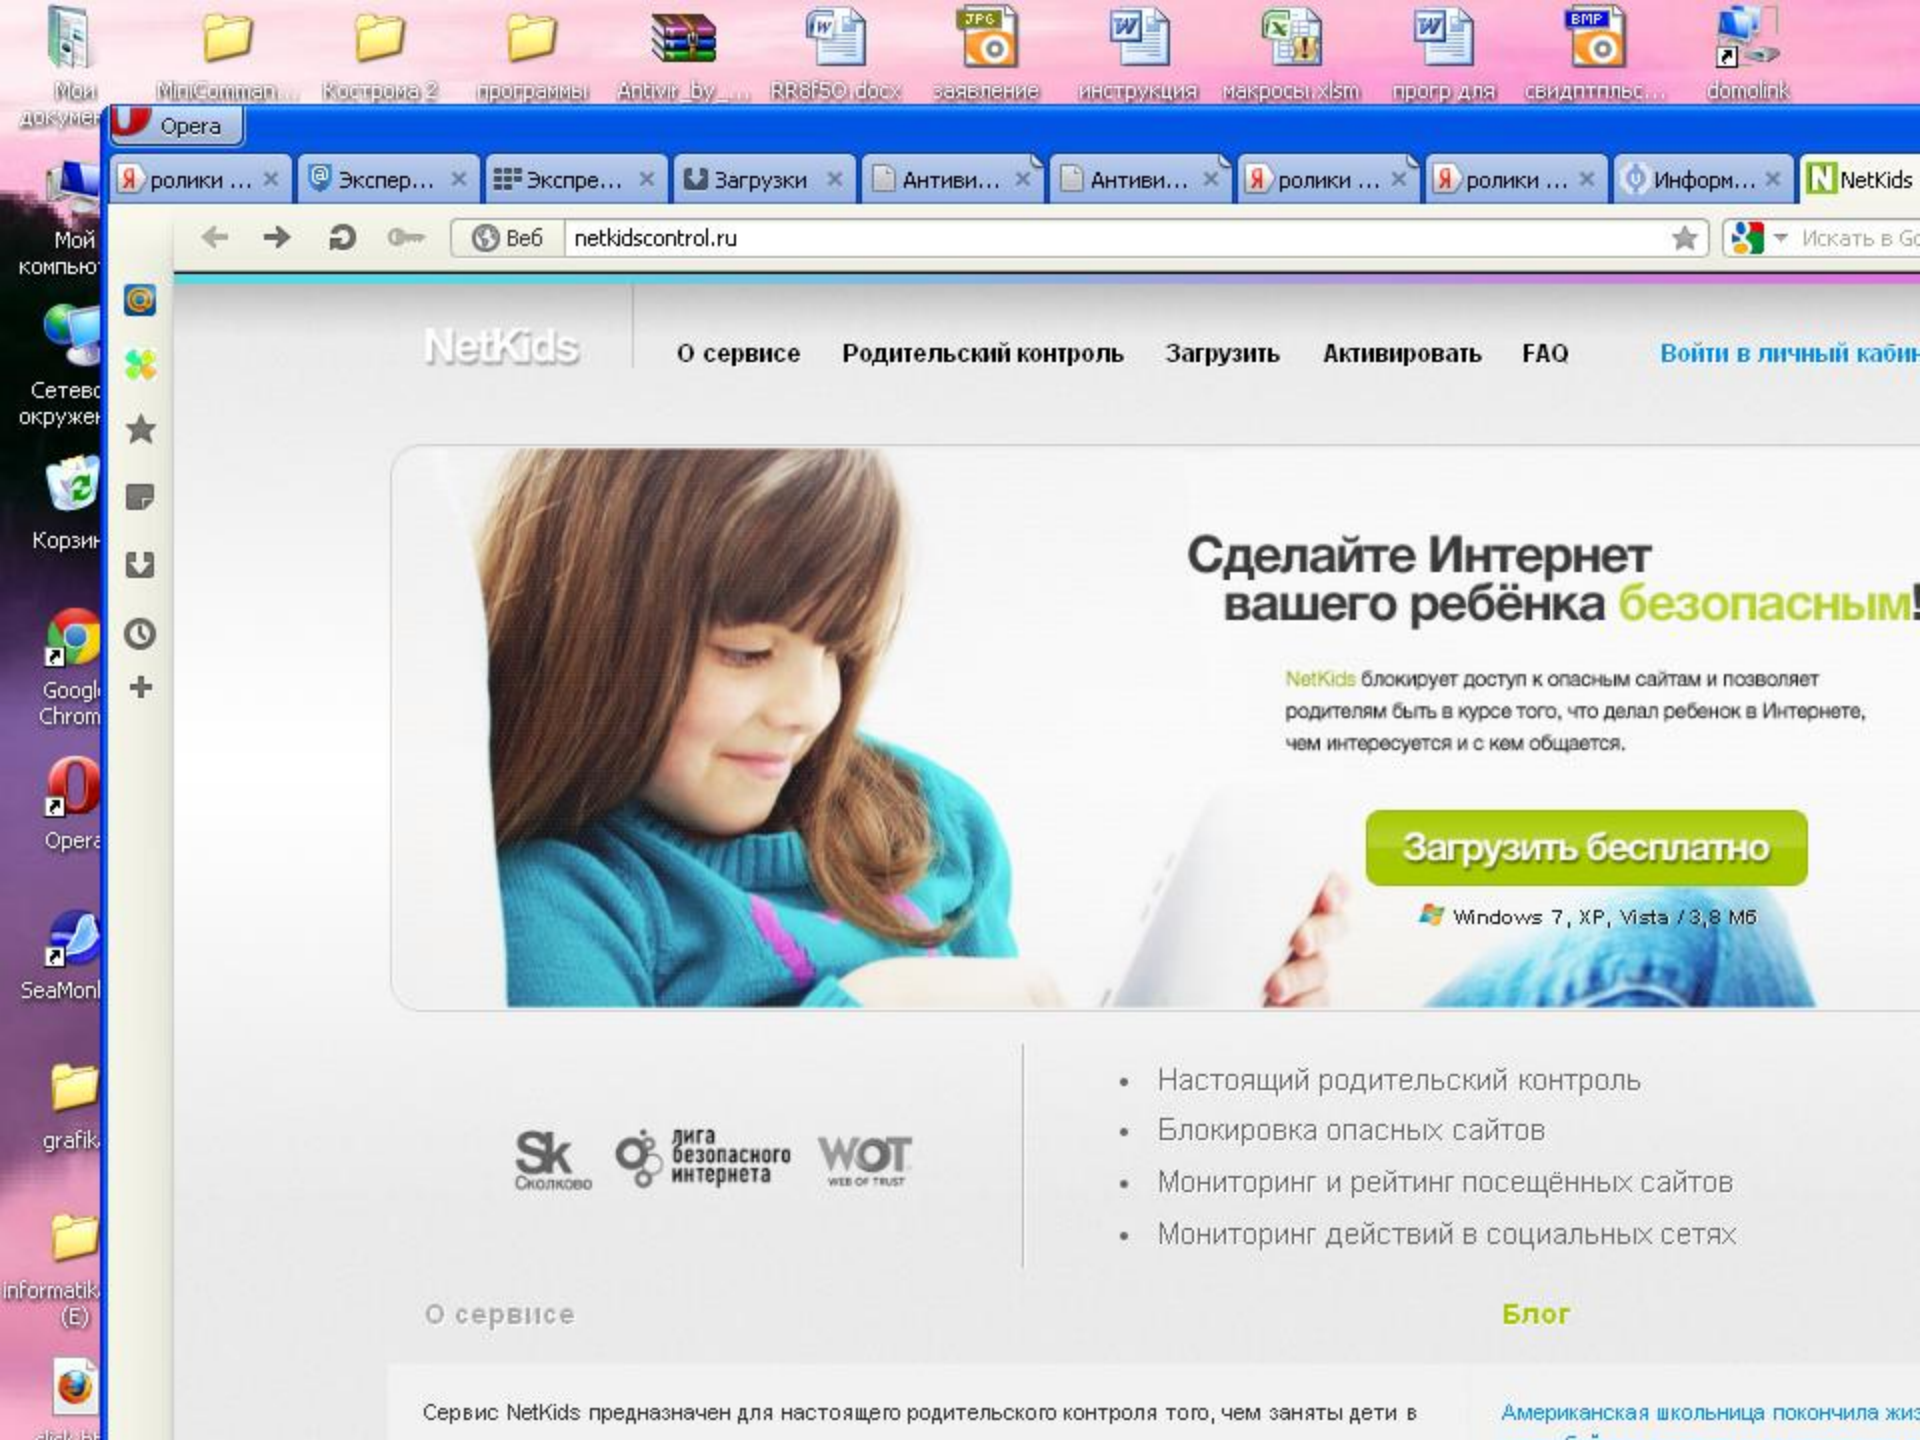 JPG
BMP
Мои
докумен
MiniComman...
Кострома 2
программы
Antivir_by_...
RR8f50.docx
заявление
инструкция
макросы.xlsm
прогр для
domolink
Opera
ролики ...
Экспер...
Экспре...
Загрузки
Антиви...
Антиви...
ролики ...
ролики ...
Информ...
NetKids
Веб
netkidscontrol.ru
Искать в Go
Мой
компью
Сетево
окружен
Корзин
Google
Chrom
Opera
SeaMon
grafik
informatik
(E)
NetKids
О сервисе
Родительский контроль
Загрузить
Активировать
FAQ
Войти в личный кабин
Сделайте Интернет
вашего ребёнка безопасным!
NetKids блокирует доступ к опасным сайтам и позволяет
родителям быть в курсе того, что делал ребенок в Интернете,
чем интересуется и с кем общается.
Загрузить бесплатно
Windows 7, XP, Vista / 3,8 Мб
Sk
Сколково
лига
безопасного
интернета
WOT
WEB OF TRUST
• Настоящий родительский контроль
• Блокировка опасных сайтов
• Мониторинг и рейтинг посещённых сайтов
• Мониторинг действий в социальных сетях
О сервисе
Блог
Сервис NetKids предназначен для настоящего родительского контроля того, чем заняты дети в
Американская школьница покончила жиз